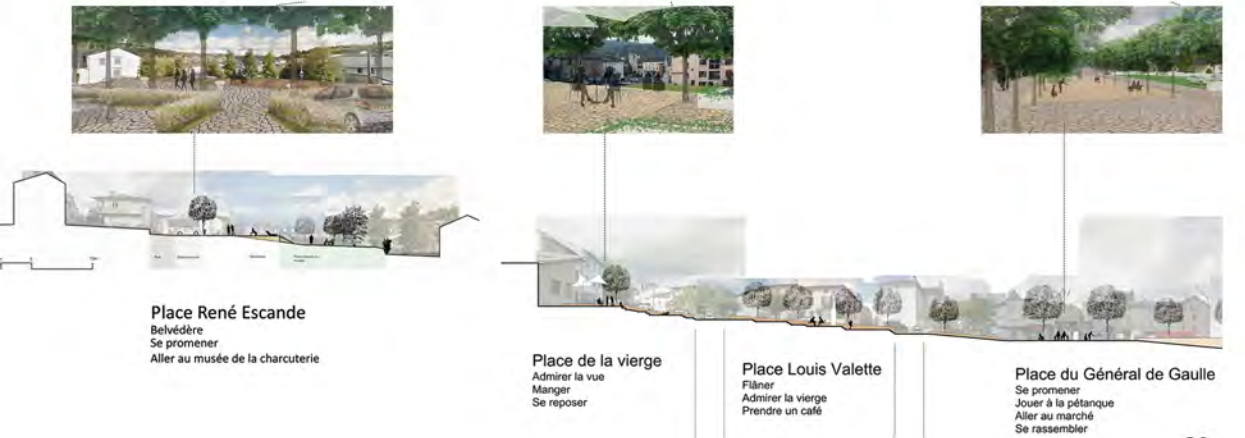 Place René Escande
Belvédère
Se promener
Aller au musée de la charcuterie
Place de la vierge
Admirer la vue
Manger
Se reposer
Place Louis Valette
Flâner
Admirer la vierge
Prendre un café
Place du Général de Gaulle
Se promener
Jouer à la pétanque
Aller au marché
Se rassembler